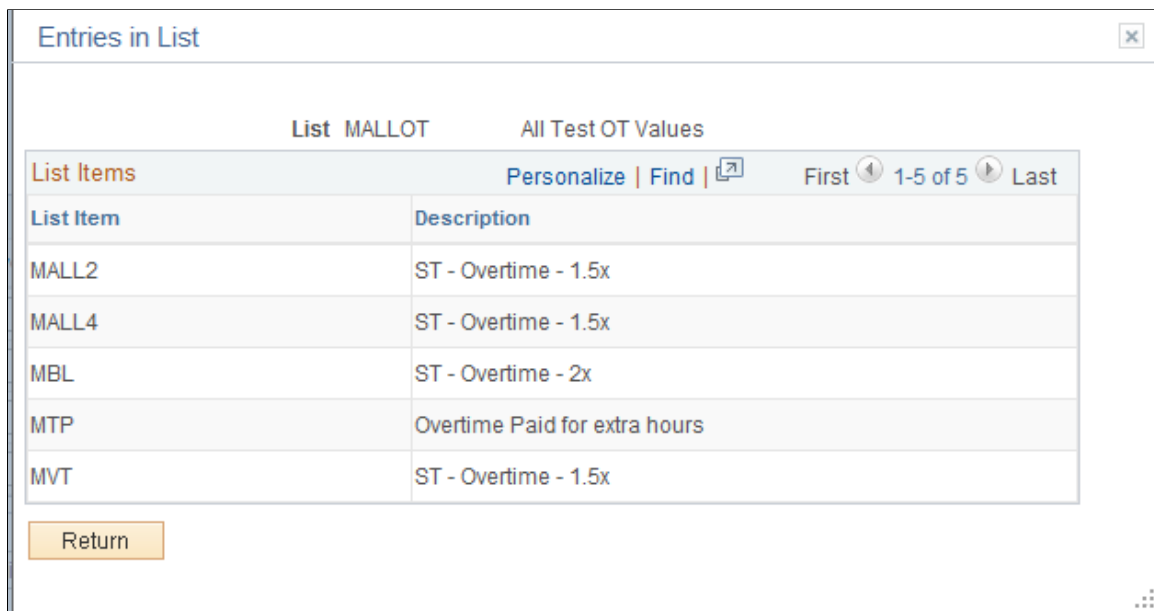 Entries in List
List MALLOT All Test OT Values
List Items Personalize | Find | First 1-5 of 5 Last
List Item Description
MALL2 ST - Overtime - 1.5x
MALL4 ST - Overtime - 1.5x
MBL ST - Overtime - 2x
MTP Overtime Paid for extra hours
MVT ST - Overtime - 1.5x
Return